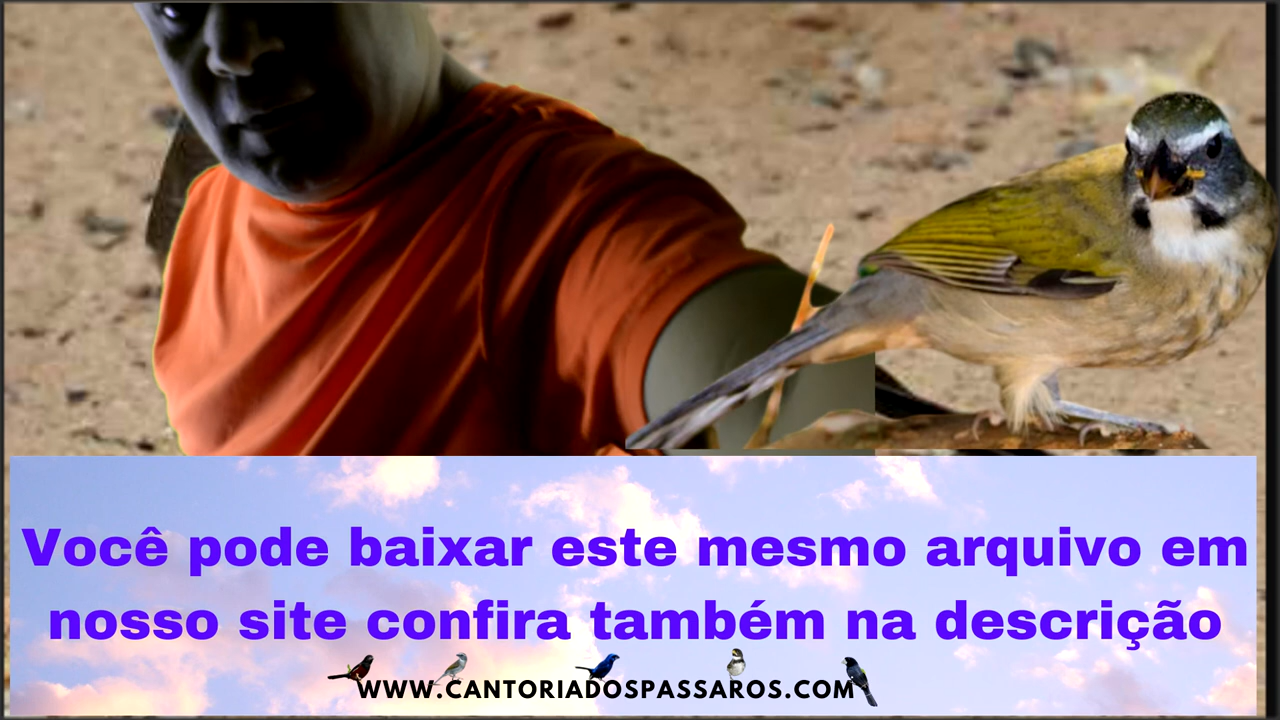 Você pode baixar este mesmo arquivo em
nosso site confira também na descrição
WWW.CANTORIADOSPASSAROS.COM